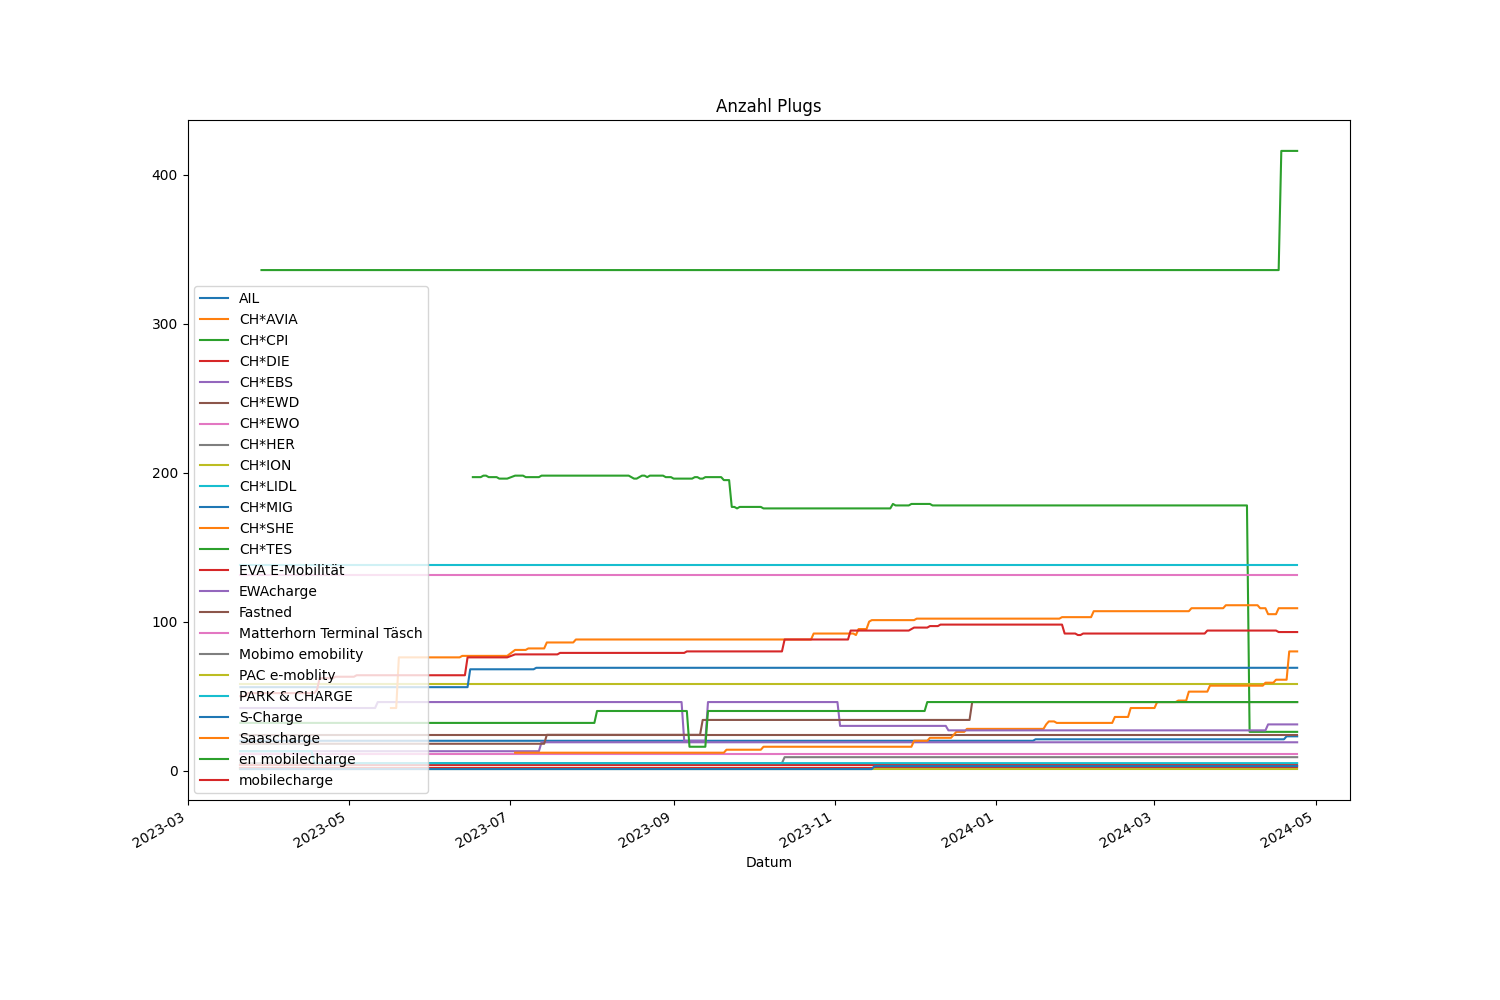 Anzahl Plugs
400
300
200
100
0
AIL
CH*AVIA
CH*CPI
CH*DIE
CH*EBS
CH*EWD
CH*EWO
CH*HER
CH*ION
CH*LIDL
CH*MIG
CH*SHE
CH*TES
EVA E-Mobilität
EWAcharge
Fastned
Matterhorn Terminal Täsch
Mobimo emobility
PAC e-moblity
PARK & CHARGE
S-Charge
Saascharge
en mobilecharge
mobilecharge
2023-03
2023-05
2023-07
2023-09
2023-11
2024-01
2024-03
2024-05
Datum